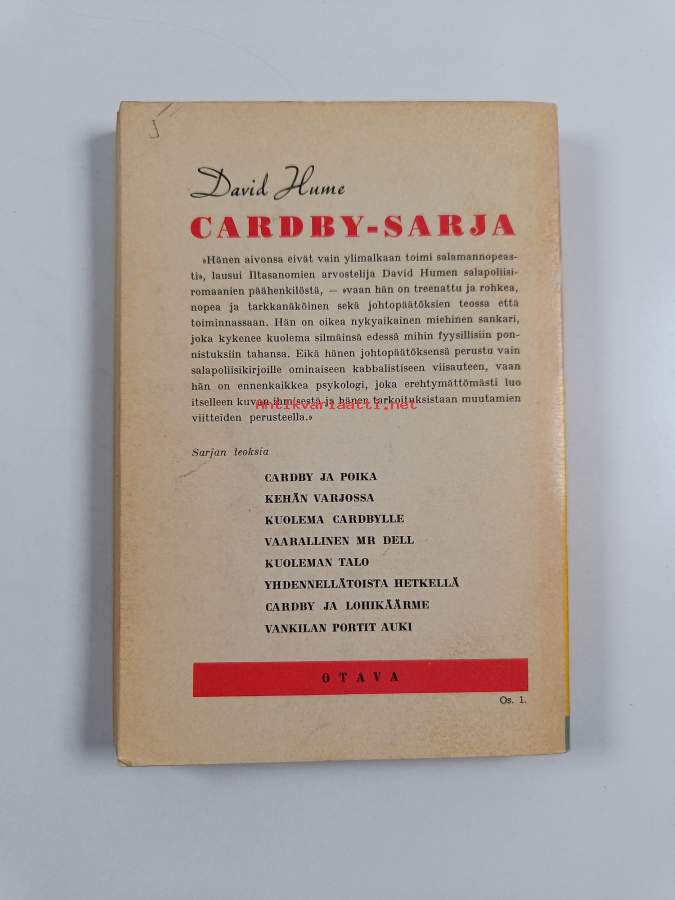 David Hume
CARDBY-SARJA
»Hänen aivonsa eivät vain ylimalkaan toimi salamannopeas-
ti», lausui Iltasanomien arvostelija David Humen salapoliisi-
romaanien päähenkilöstä, — »vaan hän on treenattu ja rohkea,
nopea ja tarkkanäköinen sekä johtopäätöksien teossa että
toiminnassaan. Hän on oikea nykyaikainen miehinen sankari,
joka kykenee kuolema silmäinsä edessä mihin fyysillisiin pon-
nistuksiin tahansa. Eikä hänen johtopäätöksensä perustu vain
salapoliisikirjoille ominaiseen kabbalistiseen viisauteen, vaan
hän on ennenkaikkea psykologi, joka erehtymättömästi luo
itselleen kuvan ihmisestä ja hänen tarkoituksistaan muutamien
Antikvariaatti.net
viitteiden perusteella.»
Sarjan teoksia
CARDBY JA POIKA
KEHÄN VARJOSSA
KUOLEMA CARDBYLLE
VAARALLINEN MR DELL
KUOLEMAN TALO
YHDENNELLÄTOISTA HETKELLÄ
CARDBY JA LOHIKÄÄRME
VANKILAN PORTIT AUKI
OTAVA
Os. 1.